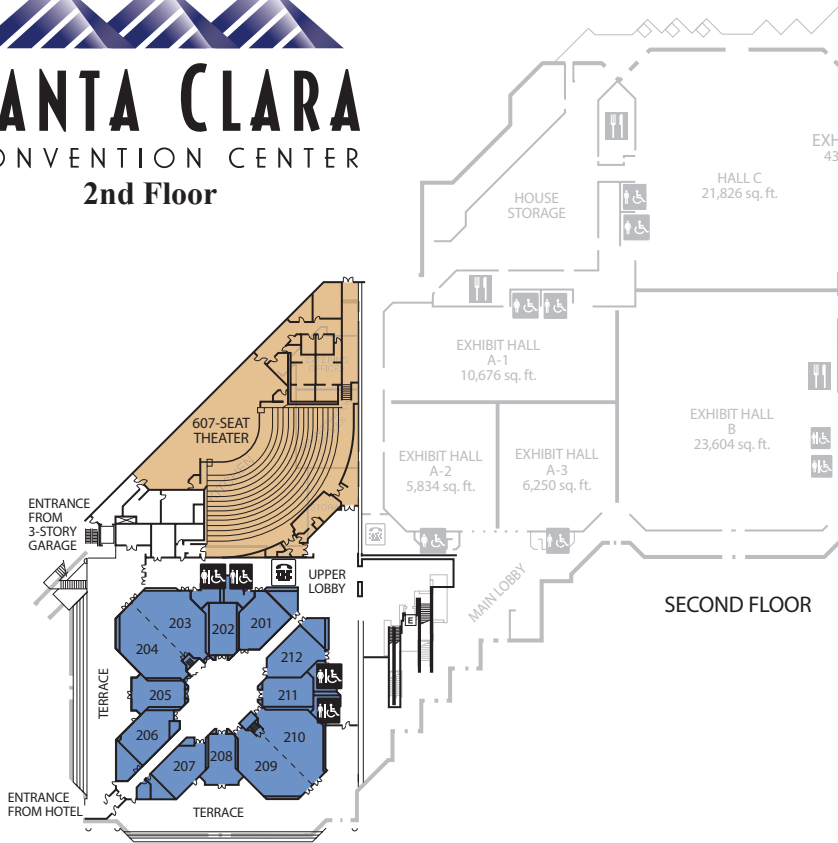 ANTA CLARA
ONVENTION CENTER
2nd Floor
HOUSE
STORAGE
HALL C
21,826 sq. ft.
EXH
43
EXHIBIT HALL
A-1
10,676 sq. ft.
EXHIBIT HALL
A-2
5,834 sq. ft.
EXHIBIT HALL
A-3
6,250 sq. ft.
EXHIBIT HALL
B
23,604 sq. ft.
607-SEAT
THEATER
ENTRANCE
FROM
3-STORY
GARAGE
UPPER
LOBBY
MAIN LOBBY
E
SECOND FLOOR
203
202
201
204
212
205
211
206
210
207
208
209
TERRACE
TERRACE
ENTRANCE
FROM HOTEL